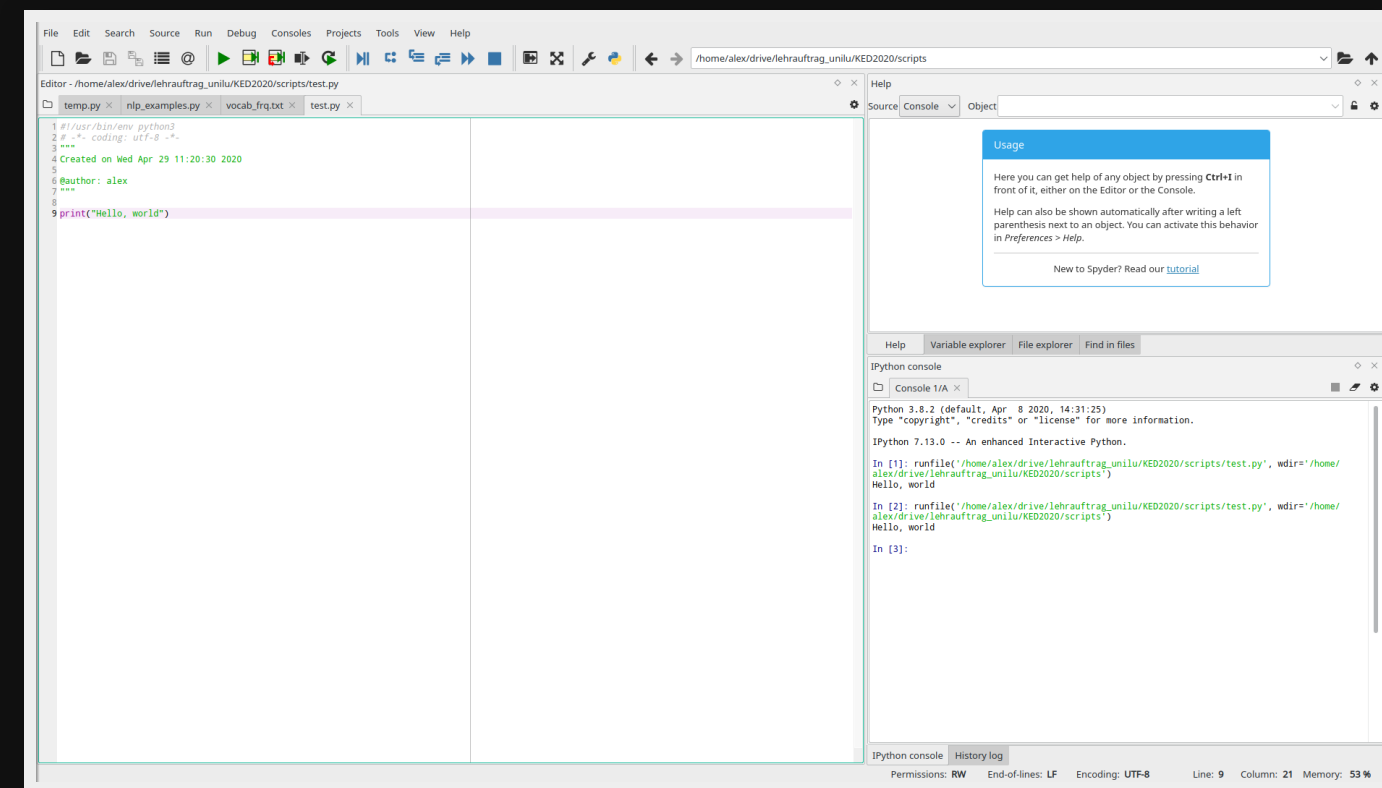 File Edit Search Source Run Debug Consoles Projects Tools View Help
/home/alex/drive/lehrauftrag_unilu/KED2020/scripts
Editor - /home/alex/drive/lehrauftrag_unilu/KED2020/scripts/test.py
temp.py nlp_examples.py vocab_frq.txt test.py
1 #!/usr/bin/env python3
2 # -*- coding: utf-8 -*-
3 """
4 Created on Wed Apr 29 11:20:30 2020
5
6 @author: alex
7 """
8
9 print("Hello, world")
Help
Source Console Object
Usage
Here you can get help of any object by pressing Ctrl+I in
front of it, either on the Editor or the Console.
Help can also be shown automatically after writing a left
parenthesis next to an object. You can activate this behavior
in Preferences > Help.
New to Spyder? Read our tutorial
Help Variable explorer File explorer Find in files
IPython console
Console 1/A
Python 3.8.2 (default, Apr  8 2020, 14:31:25)
Type "copyright", "credits" or "license" for more information.
IPython 7.13.0 -- An enhanced Interactive Python.
In [1]: runfile('/home/alex/drive/lehrauftrag_unilu/KED2020/scripts/test.py', wdir='/home/
alex/drive/lehrauftrag_unilu/KED2020/scripts')
Hello, world
In [2]: runfile('/home/alex/drive/lehrauftrag_unilu/KED2020/scripts/test.py', wdir='/home/
alex/drive/lehrauftrag_unilu/KED2020/scripts')
Hello, world
In [3]:
IPython console History log
Permissions: RW End-of-lines: LF Encoding: UTF-8 Line: 9 Column: 21 Memory: 53 %